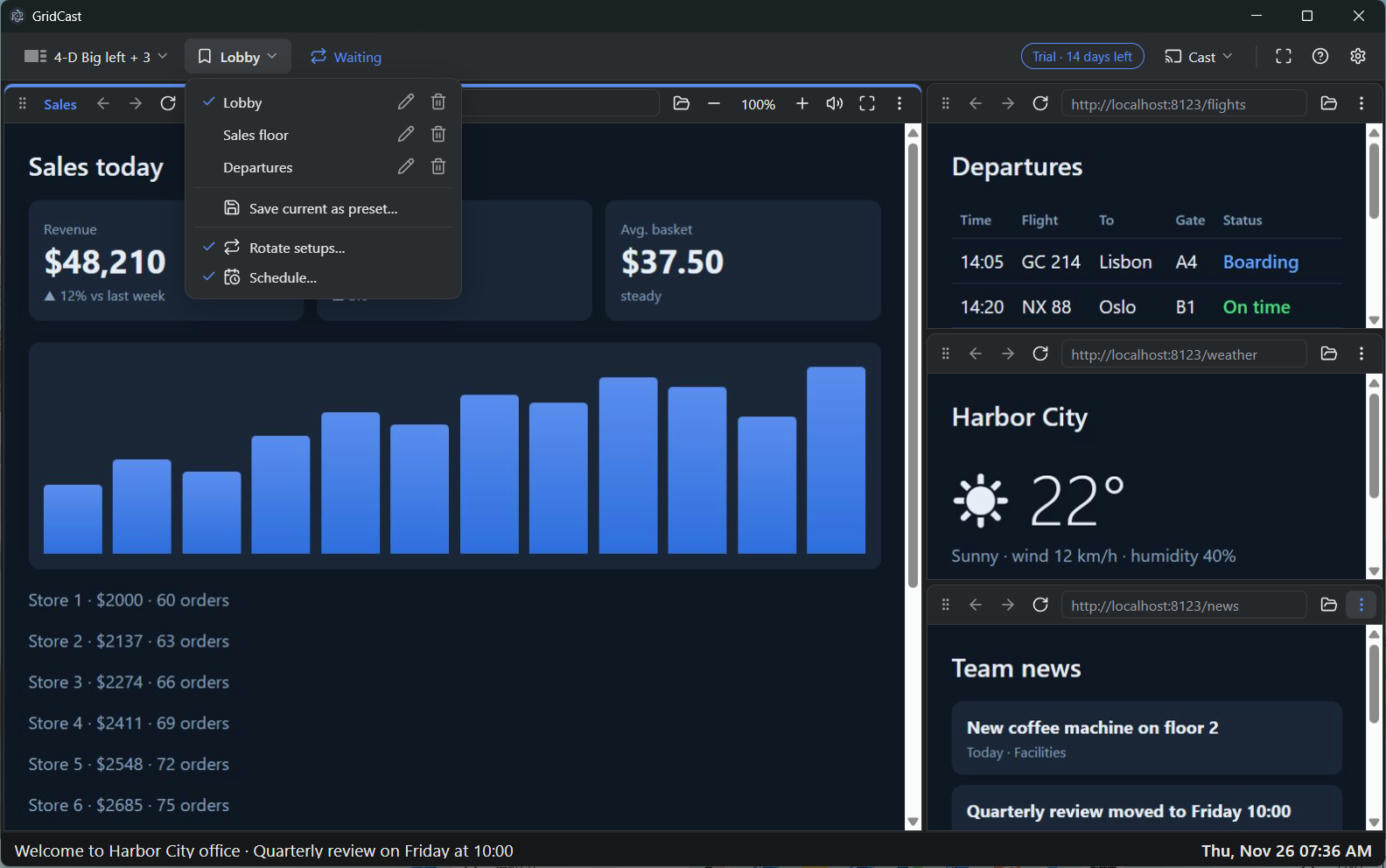 GridCast
4-D Big left + 3
Lobby
Waiting
Trial · 14 days left
Cast
Sales
100%
Lobby
Sales floor
Departures
Save current as preset...
Rotate setups...
Schedule...
Sales today
Revenue
$48,210
▲ 12% vs last week
Avg. basket
$37.50
steady
Store 1 · $2000 · 60 orders
Store 2 · $2137 · 63 orders
Store 3 · $2274 · 66 orders
Store 4 · $2411 · 69 orders
Store 5 · $2548 · 72 orders
Store 6 · $2685 · 75 orders
http://localhost:8123/flights
Departures
Time Flight To Gate Status
14:05 GC 214 Lisbon A4 Boarding
14:20 NX 88 Oslo B1 On time
http://localhost:8123/weather
Harbor City
22°
Sunny · wind 12 km/h · humidity 40%
http://localhost:8123/news
Team news
New coffee machine on floor 2
Today · Facilities
Quarterly review moved to Friday 10:00
Welcome to Harbor City office · Quarterly review on Friday at 10:00
Thu, Nov 26 07:36 AM